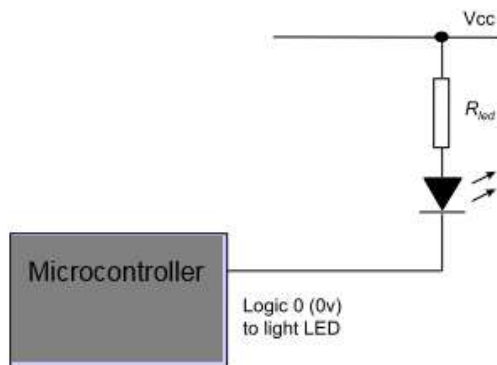 Vcc
R_led
Microcontroller
Logic 0 (0v)
to light LED